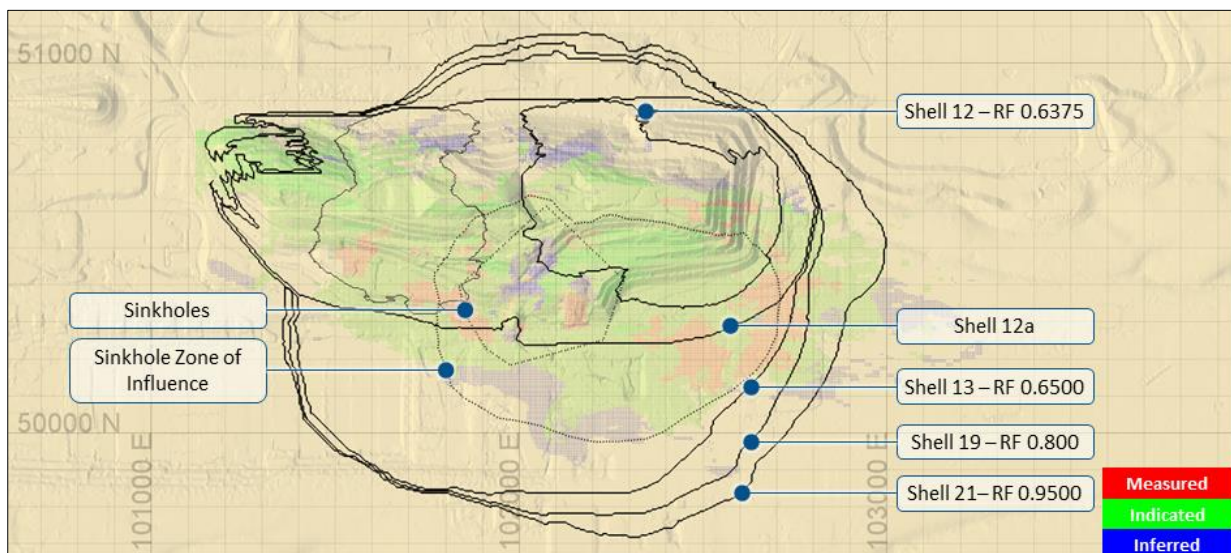 51000 N
Shell 12 – RF 0.6375
Sinkholes
Shell 12a
Sinkhole Zone of
Influence
Shell 13 – RF 0.6500
50000 N
Shell 19 – RF 0.800
Shell 21– RF 0.9500
101000 E
102000 E
103000 E
Measured
Indicated
Inferred